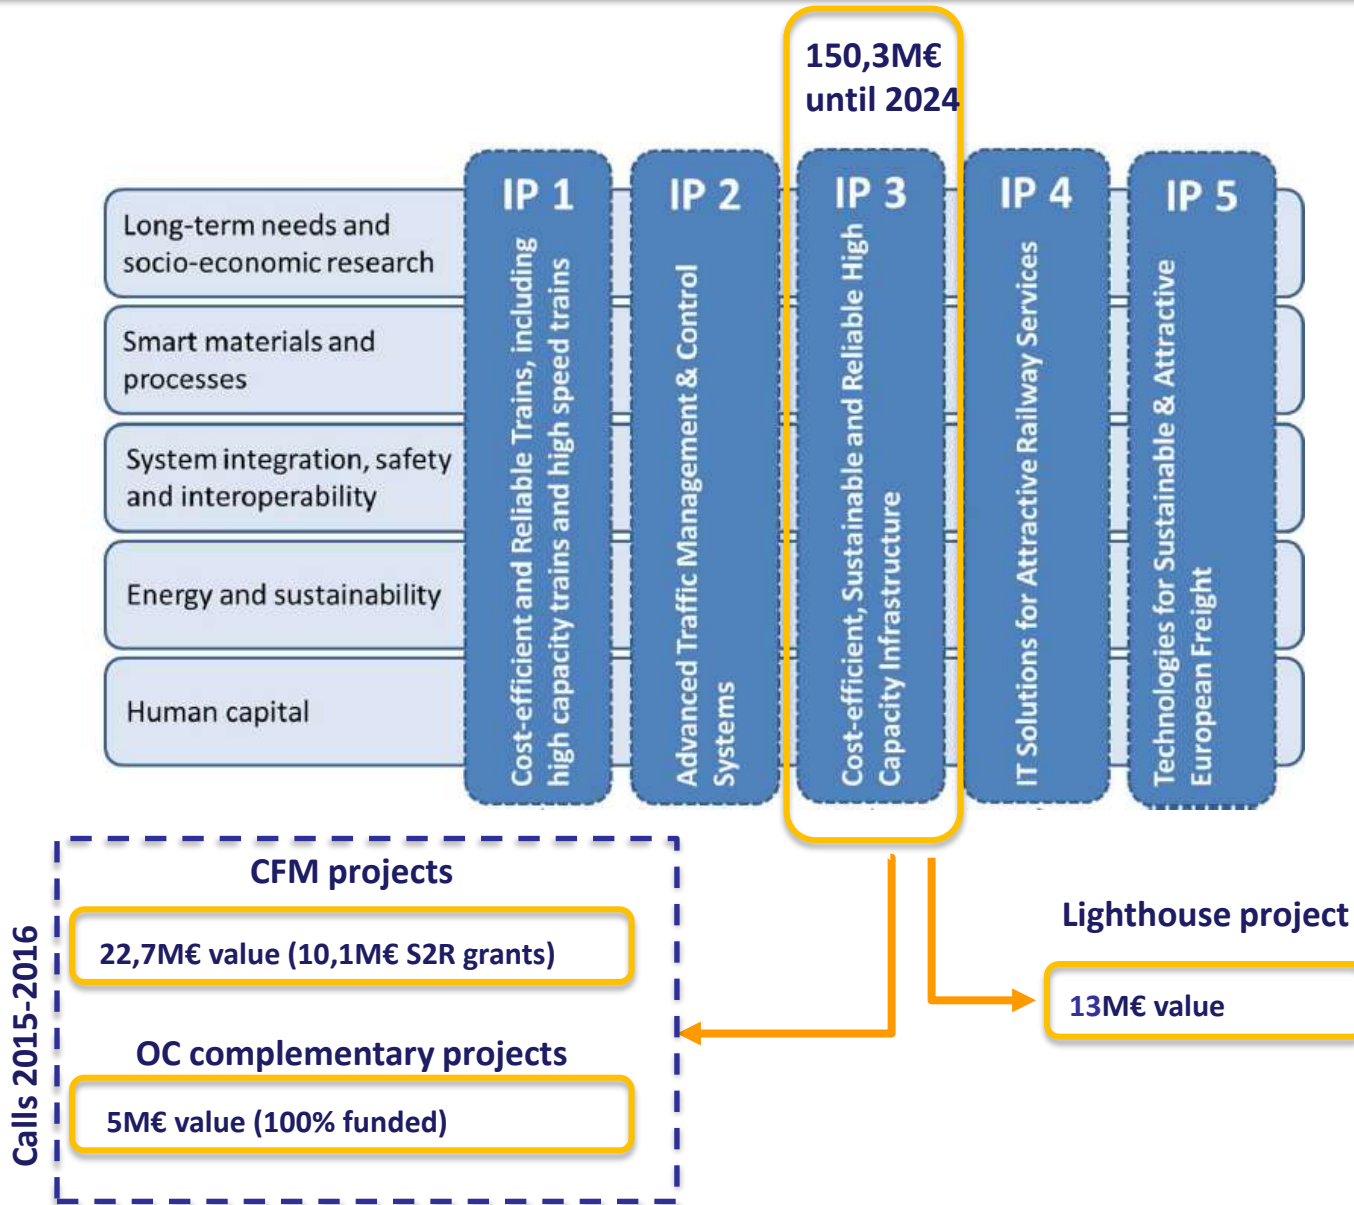 150,3M€
until 2024
Long-term needs and
socio-economic research
Smart materials and
processes
System integration, safety
and interoperability
Energy and sustainability
Human capital
IP 1
Cost-efficient and Reliable Trains, including
high capacity trains and high speed trains
IP 2
Advanced Traffic Management & Control
Systems
IP 3
Cost-efficient, Sustainable and Reliable High
Capacity Infrastructure
IP 4
IT Solutions for Attractive Railway Services
IP 5
Technologies for Sustainable & Attractive
European Freight
Calls 2015-2016
CFM projects
22,7M€ value (10,1M€ S2R grants)
OC complementary projects
5M€ value (100% funded)
Lighthouse project
13M€ value